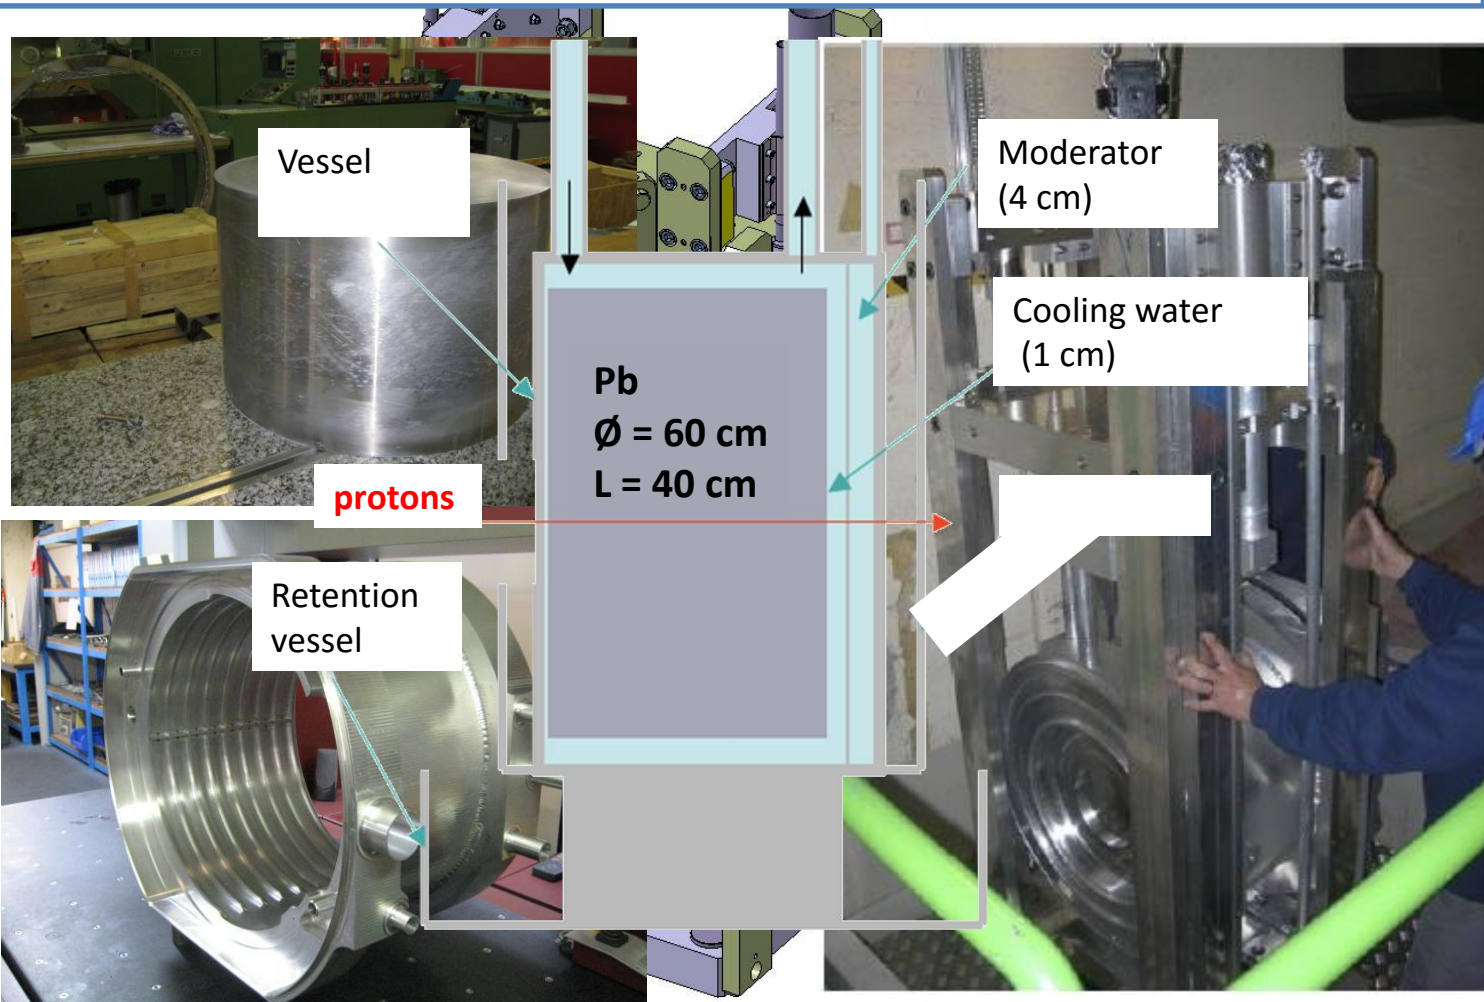 Vessel
Moderator
(4 cm)
Cooling water
(1 cm)
Pb
Ø = 60 cm
L = 40 cm
protons
Retention
vessel